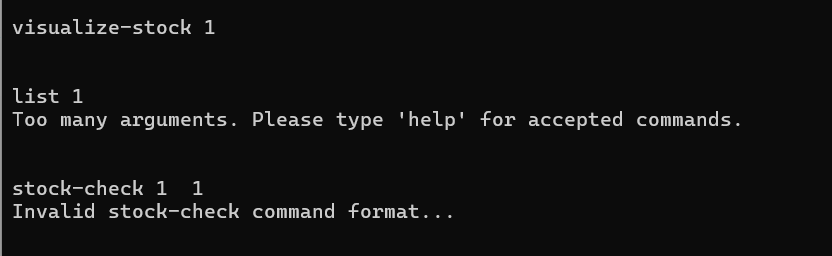 visualize-stock 1
list 1
Too many arguments. Please type 'help' for accepted commands.
stock-check 1  1
Invalid stock-check command format...